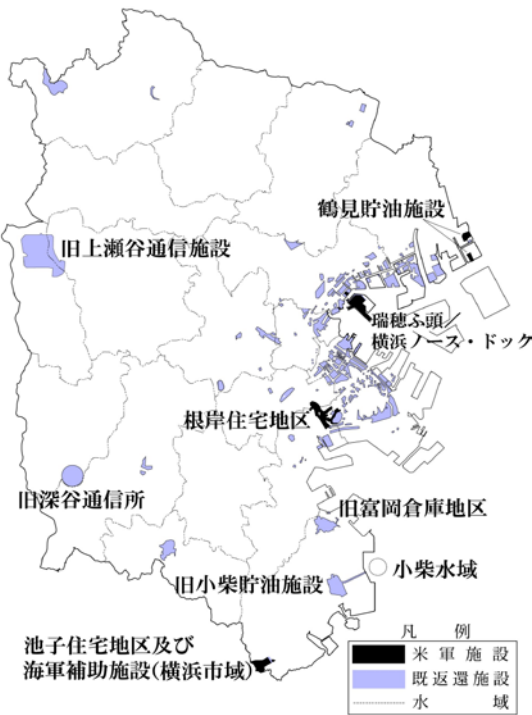 鶴見貯油施設
旧上瀬谷通信施設
瑞穂ふ頭/
横浜ノース・ドック
根岸住宅地区
旧深谷通信所
旧富岡倉庫地区
小柴水域
旧小柴貯油施設
池子住宅地区及び
海軍補助施設(横浜市域)
凡例
米軍施設
既返還施設
水域